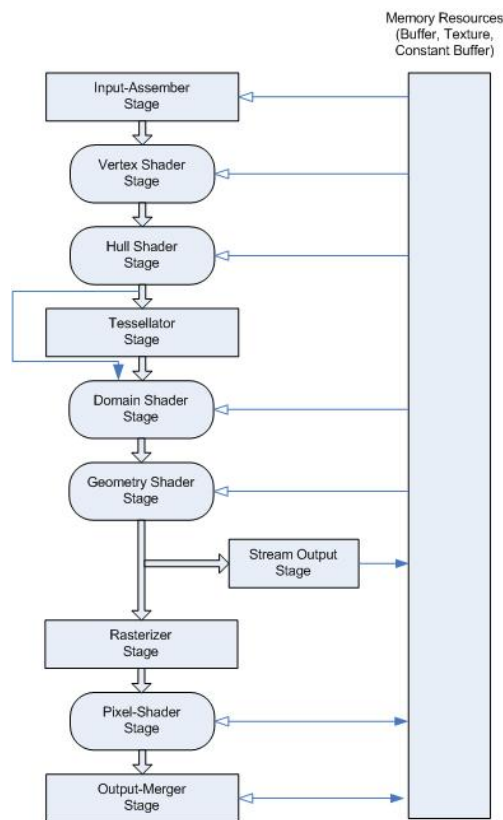 Memory Resources
(Buffer, Texture,
Constant Buffer)
Input-Assember
Stage
Vertex Shader
Stage
Hull Shader
Stage
Tessellator
Stage
Domain Shader
Stage
Geometry Shader
Stage
Stream Output
Stage
Rasterizer
Stage
Pixel-Shader
Stage
Output-Merger
Stage